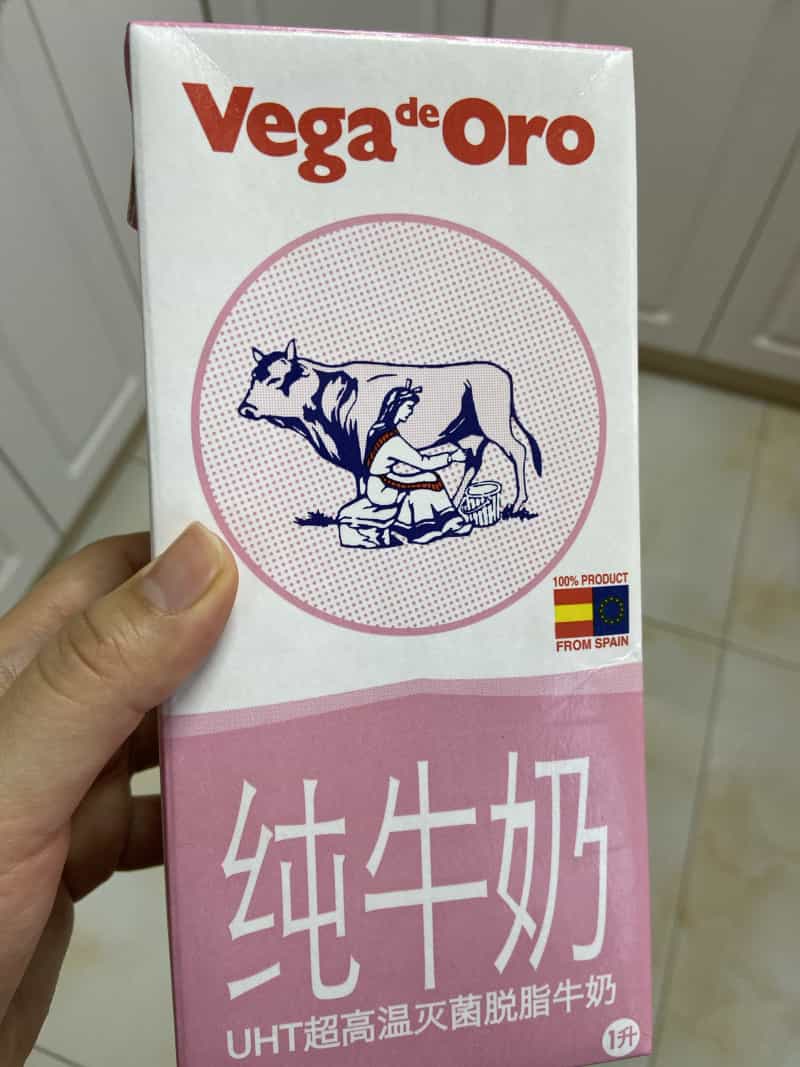 Vega de Oro
100% PRODUCT
FROM SPAIN
纯牛奶
UHT超高温灭菌脱脂牛奶
1升